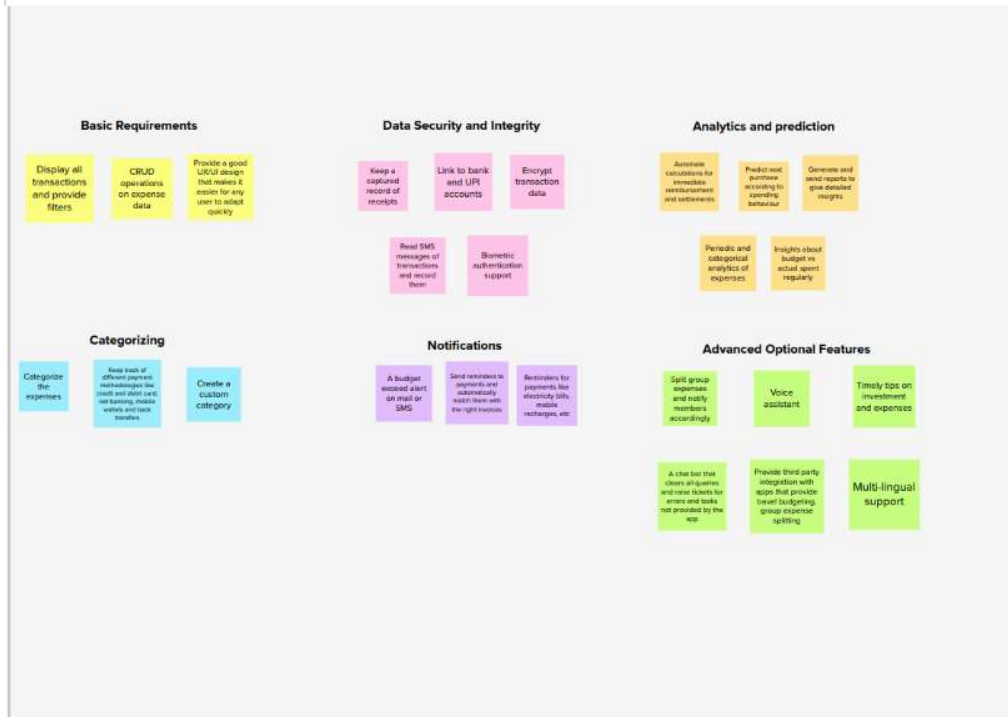 Basic Requirements
Display all
transactions
and provide
filters
CRUD
operations
on expense
data
Provide a good
UX/UI design
that makes it
easier for any
user to adapt
quickly
Data Security and Integrity
Keep a
captured
record of
receipts
Link to bank
and UPI
accounts
Encrypt
transaction
data
Read SMS
messages of
transactions
and record
them
Biometric
authentication
support
Analytics and prediction
Automate
calculations for
immediate
reimbursement
and settlements
Predict next
purchase
according to
spending
behaviour
Generate and
send reports to
give detailed
insights
Periodic and
categorical
analytics of
expenses
Insights about
budget vs
actual spent
regularly
Categorizing
Categorize
the
expenses
Keep track of
different payment
methodologies like
credit and debit card,
net banking, mobile
wallets and bank
transfers.
Create a
custom
category
Notifications
A budget
exceed alert
on mail or
SMS
Send reminders to
payments and
automatically
match them with
the right invoices
Reminders for
payments like
electricity bills,
mobile
recharges, etc
Advanced Optional Features
Split group
expenses and
notify
members
accordingly
Voice
assistant
Timely tips on
investment
and expenses
A chat bot that
clears all queries
and raise tickets for
errors and tasks
not provided by the
app
Provide third party
integration with
apps that provide
travel budgeting,
group expense
splitting
Multi-lingual
support